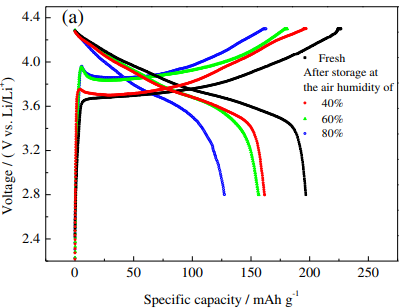 (a)
4.4
4.0
3.6
3.2
2.8
2.4
Voltage / ( V vs. Li/Li⁺)
Fresh
After storage at
the air humidity of
40%
60%
80%
0 50 100 150 200 250
Specific capacity / mAh g⁻¹